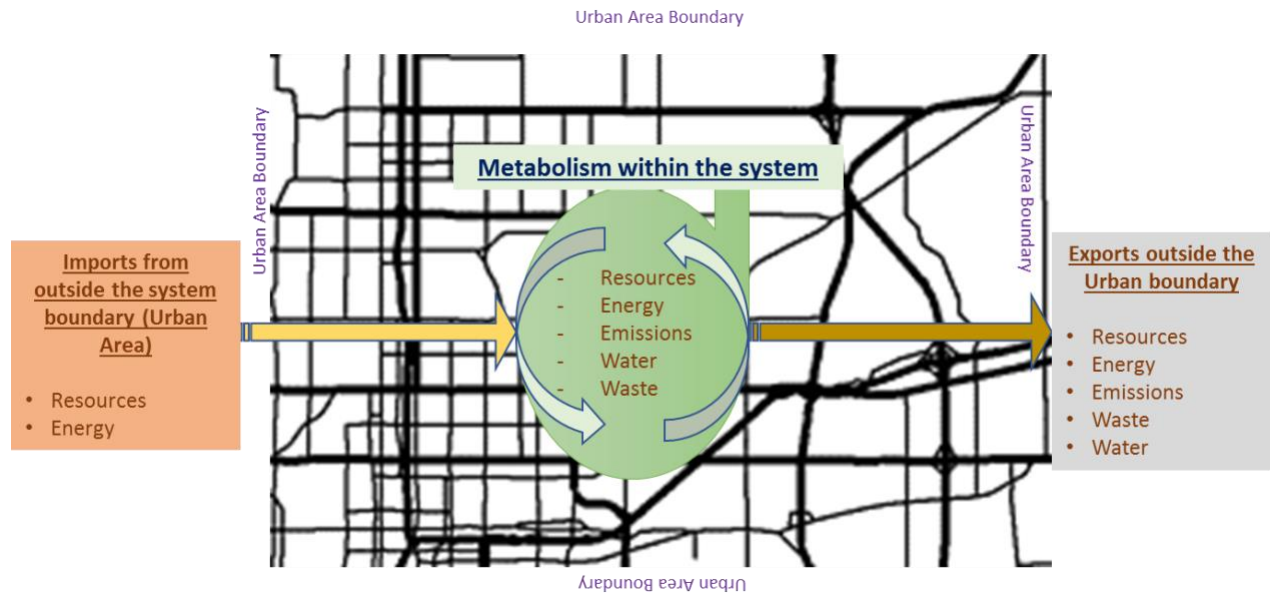 Urban Area Boundary
Urban Area Boundary
Urban Area Boundary
Metabolism within the system
Imports from
outside the system
boundary (Urban
Area)
• Resources
• Energy
- Resources
- Energy
- Emissions
- Water
- Waste
Exports outside the
Urban boundary
• Resources
• Energy
• Emissions
• Waste
• Water
Urban Area Boundary